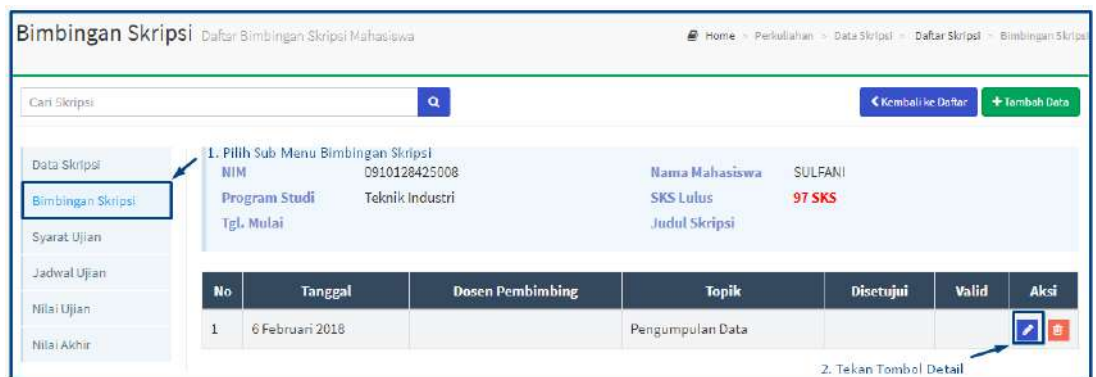 Bimbingan Skripsi Daftar Bimbingan Skripsi Mahasiswa
Home > Perkuliahan > Data Skripsi > Daftar Skripsi > Bimbingan Skripsi
Cari Skripsi
Kembali ke Daftar
+ Tambah Data
Data Skripsi
Bimbingan Skripsi
Syarat Ujian
Jadwal Ujian
Nilai Ujian
Nilai Akhir
1. Pilih Sub Menu Bimbingan Skripsi
NIM 0910128425008 Nama Mahasiswa SULFANI
Program Studi Teknik Industri SKS Lulus 97 SKS
Tgl. Mulai Judul Skripsi
No Tanggal Dosen Pembimbing Topik Disetujui Valid Aksi
1 6 Februari 2018 Pengumpulan Data
2. Tekan Tombol Detail